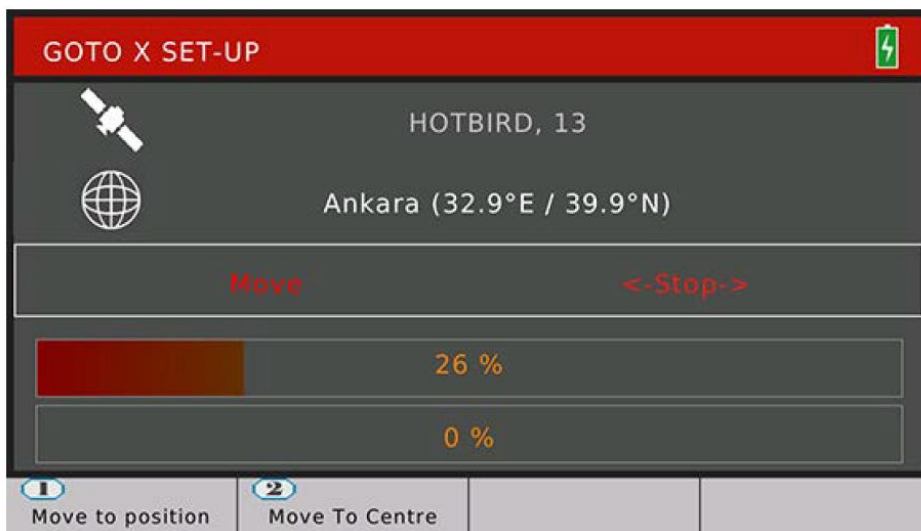 GOTO X SET-UP
HOTBIRD, 13
Ankara (32.9°E / 39.9°N)
Move <-Stop->
26 %
0 %
1 2
Move to position Move To Centre